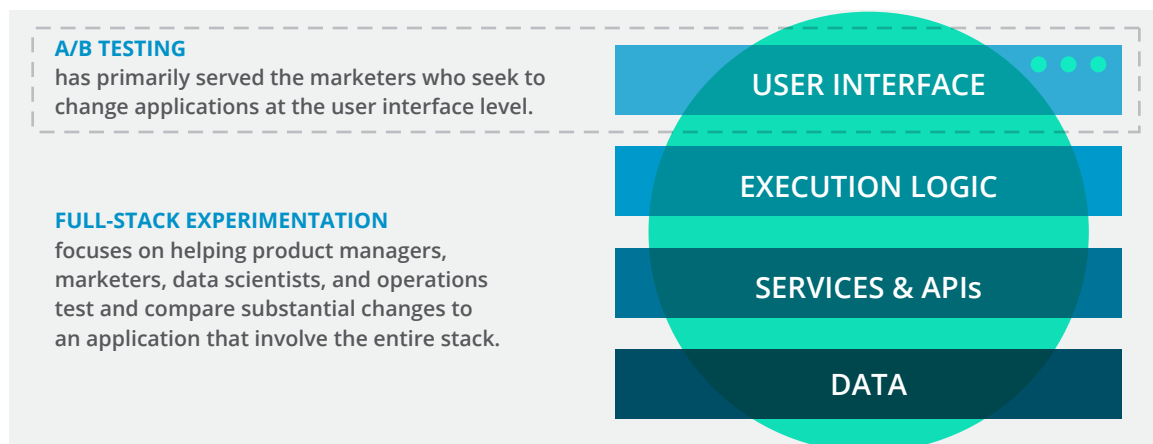 A/B TESTING
has primarily served the marketers who seek to
change applications at the user interface level.
USER INTERFACE
EXECUTION LOGIC
FULL-STACK EXPERIMENTATION
focuses on helping product managers,
marketers, data scientists, and operations
test and compare substantial changes to
an application that involve the entire stack.
SERVICES & APIs
DATA